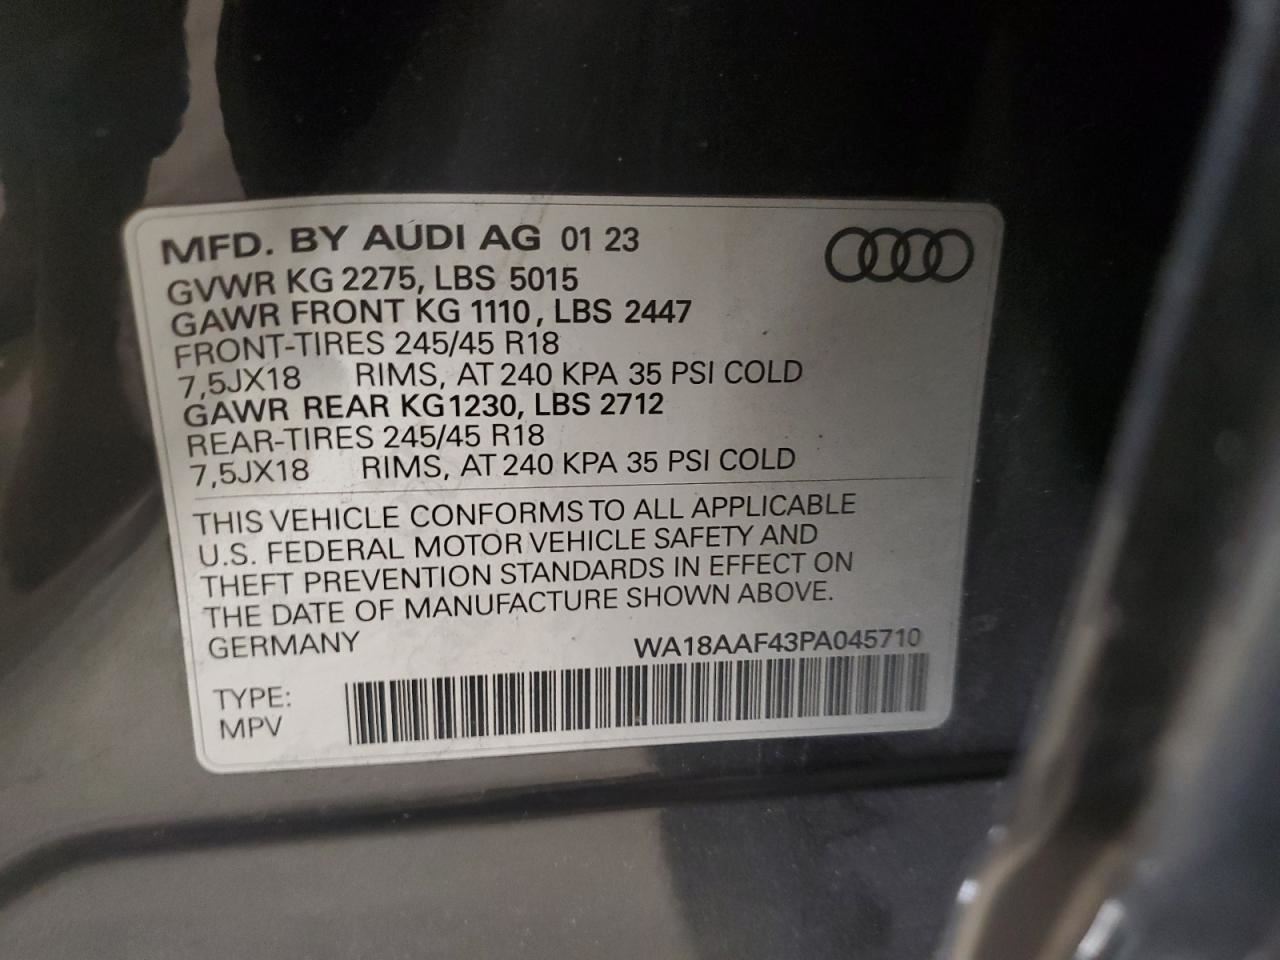 MFD. BY AUDI AG 01 23
GVWR KG 2275, LBS 5015
GAWR FRONT KG 1110, LBS 2447
FRONT-TIRES 245/45 R18
7,5JX18 RIMS, AT 240 KPA 35 PSI COLD
GAWR REAR KG1230, LBS 2712
REAR-TIRES 245/45 R18
7,5JX18 RIMS, AT 240 KPA 35 PSI COLD
THIS VEHICLE CONFORMS TO ALL APPLICABLE
U.S. FEDERAL MOTOR VEHICLE SAFETY AND
THEFT PREVENTION STANDARDS IN EFFECT ON
THE DATE OF MANUFACTURE SHOWN ABOVE.
GERMANY WA18AAF43PA045710
TYPE:
MPV